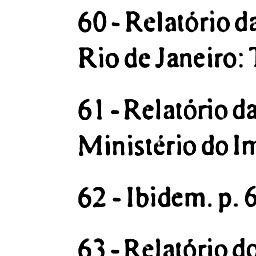 60 - Relatório da
Rio de Janeiro:
61 - Relatório da
Ministério do Im
62 - Ibidem. p. 6
63 - Relatório do